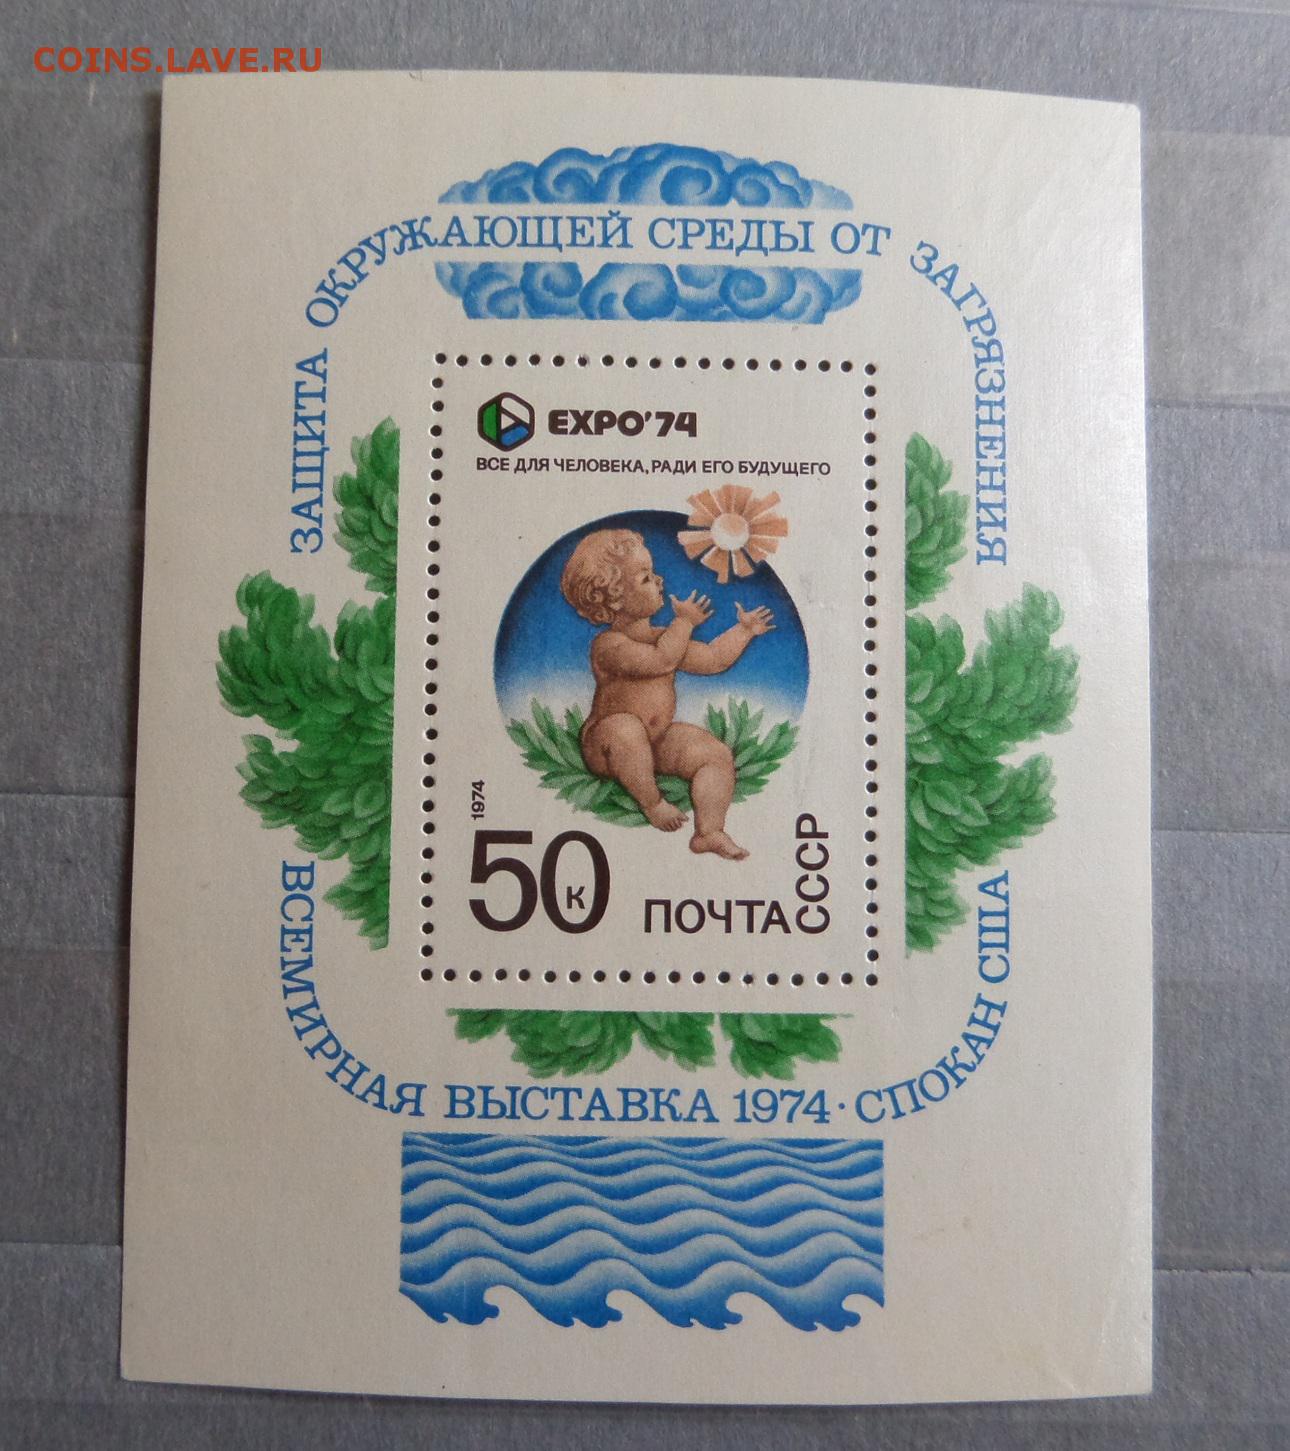 COINS.LAVE.RU
ЗАЩИТА ОКРУЖАЮЩЕЙ СРЕДЫ ОТ ЗАГРЯЗНЕНИЯ
EXPO'74
ВСЕ ДЛЯ ЧЕЛОВЕКА, РАДИ ЕГО БУДУЩЕГО
1974
50 к
ПОЧТА СССР
ВСЕМИРНАЯ ВЫСТАВКА 1974 · СПОКАН США